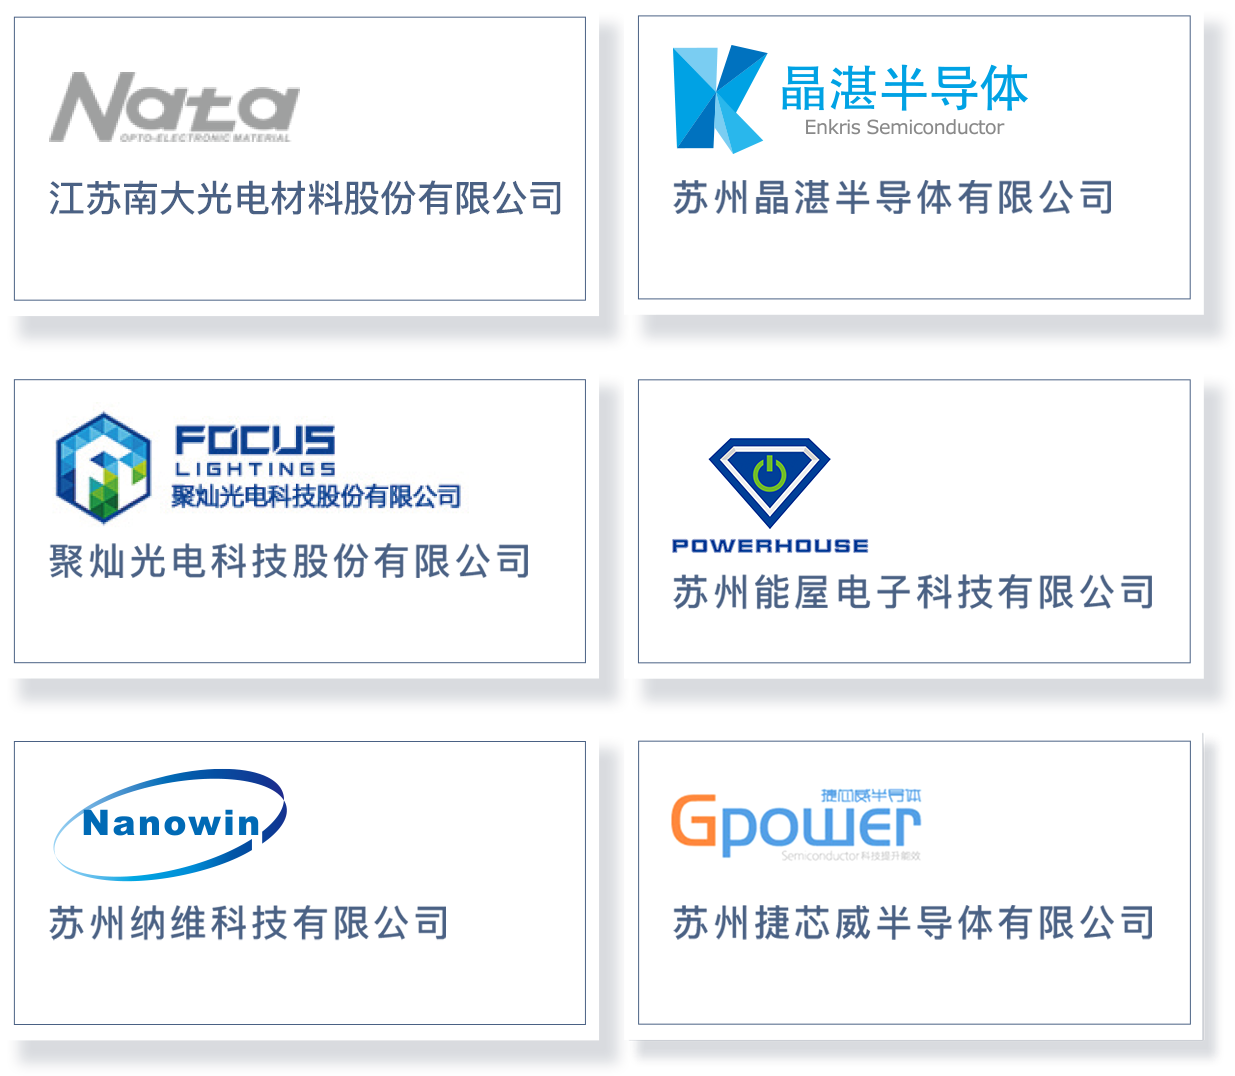 Nata
OPTO-ELECTRONIC MATERIAL
江苏南大光电材料股份有限公司
晶湛半导体
Enkris Semiconductor
苏州晶湛半导体有限公司
FOCUS
LIGHTINGS
聚灿光电科技股份有限公司
聚灿光电科技股份有限公司
POWERHOUSE
苏州能屋电子科技有限公司
Nanowin
苏州纳维科技有限公司
捷芯威半导体
Gpower
Semiconductor 科技提升能效
苏州捷芯威半导体有限公司